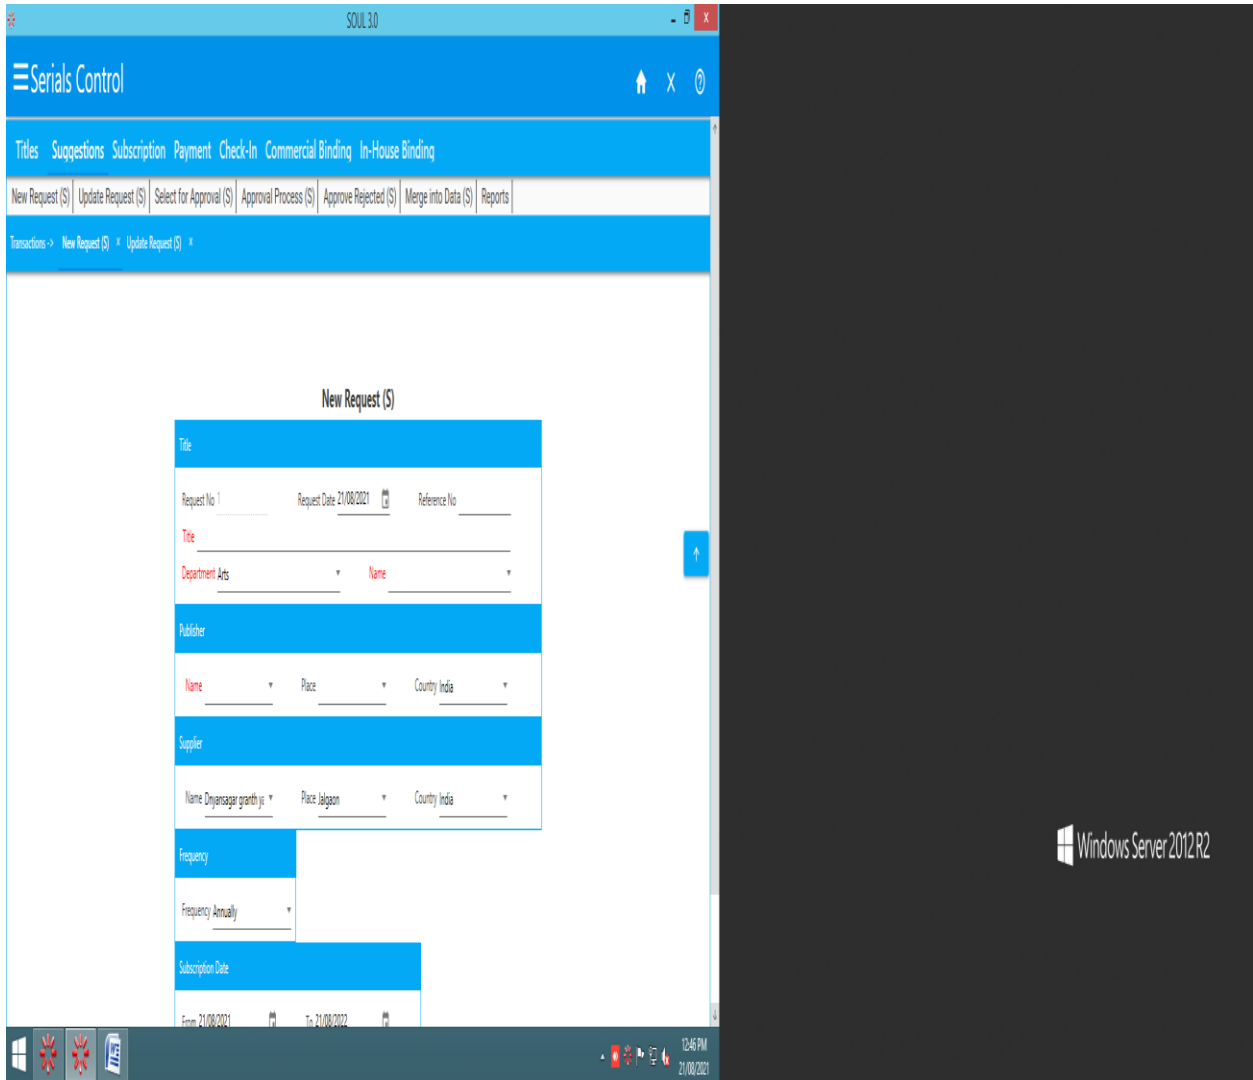 SOUL 3.0
Serials Control
Titles Suggestions Subscription Payment Check-In Commercial Binding In-House Binding
New Request (S) Update Request (S) Select for Approval (S) Approval Process (S) Approve Rejected (S) Merge into Data (S) Reports
Transactions -> New Request (S) × Update Request (S) ×
New Request (S)
Title
Request No 1 Request Date 21/08/2021 Reference No
Title
Department Arts Name
Publisher
Name Place Country India
Supplier
Name Dnyansagar granth ya Place Jalgaon Country India
Frequency
Frequency Annually
Subscription Date
From 21/08/2021 To 21/08/2022
Windows Server 2012 R2
12:46 PM
21/08/2021